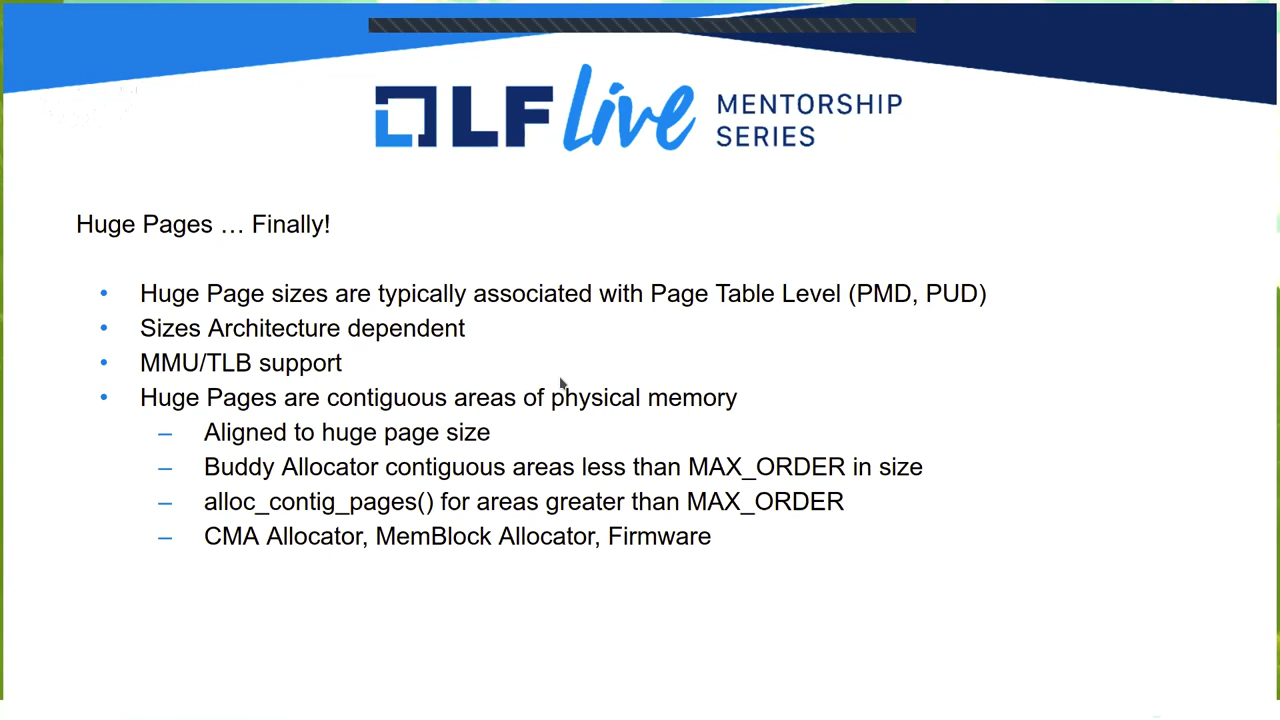 LF Live MENTORSHIP
SERIES
Huge Pages … Finally!
• Huge Page sizes are typically associated with Page Table Level (PMD, PUD)
• Sizes Architecture dependent
• MMU/TLB support
• Huge Pages are contiguous areas of physical memory
– Aligned to huge page size
– Buddy Allocator contiguous areas less than MAX_ORDER in size
– alloc_contig_pages() for areas greater than MAX_ORDER
– CMA Allocator, MemBlock Allocator, Firmware